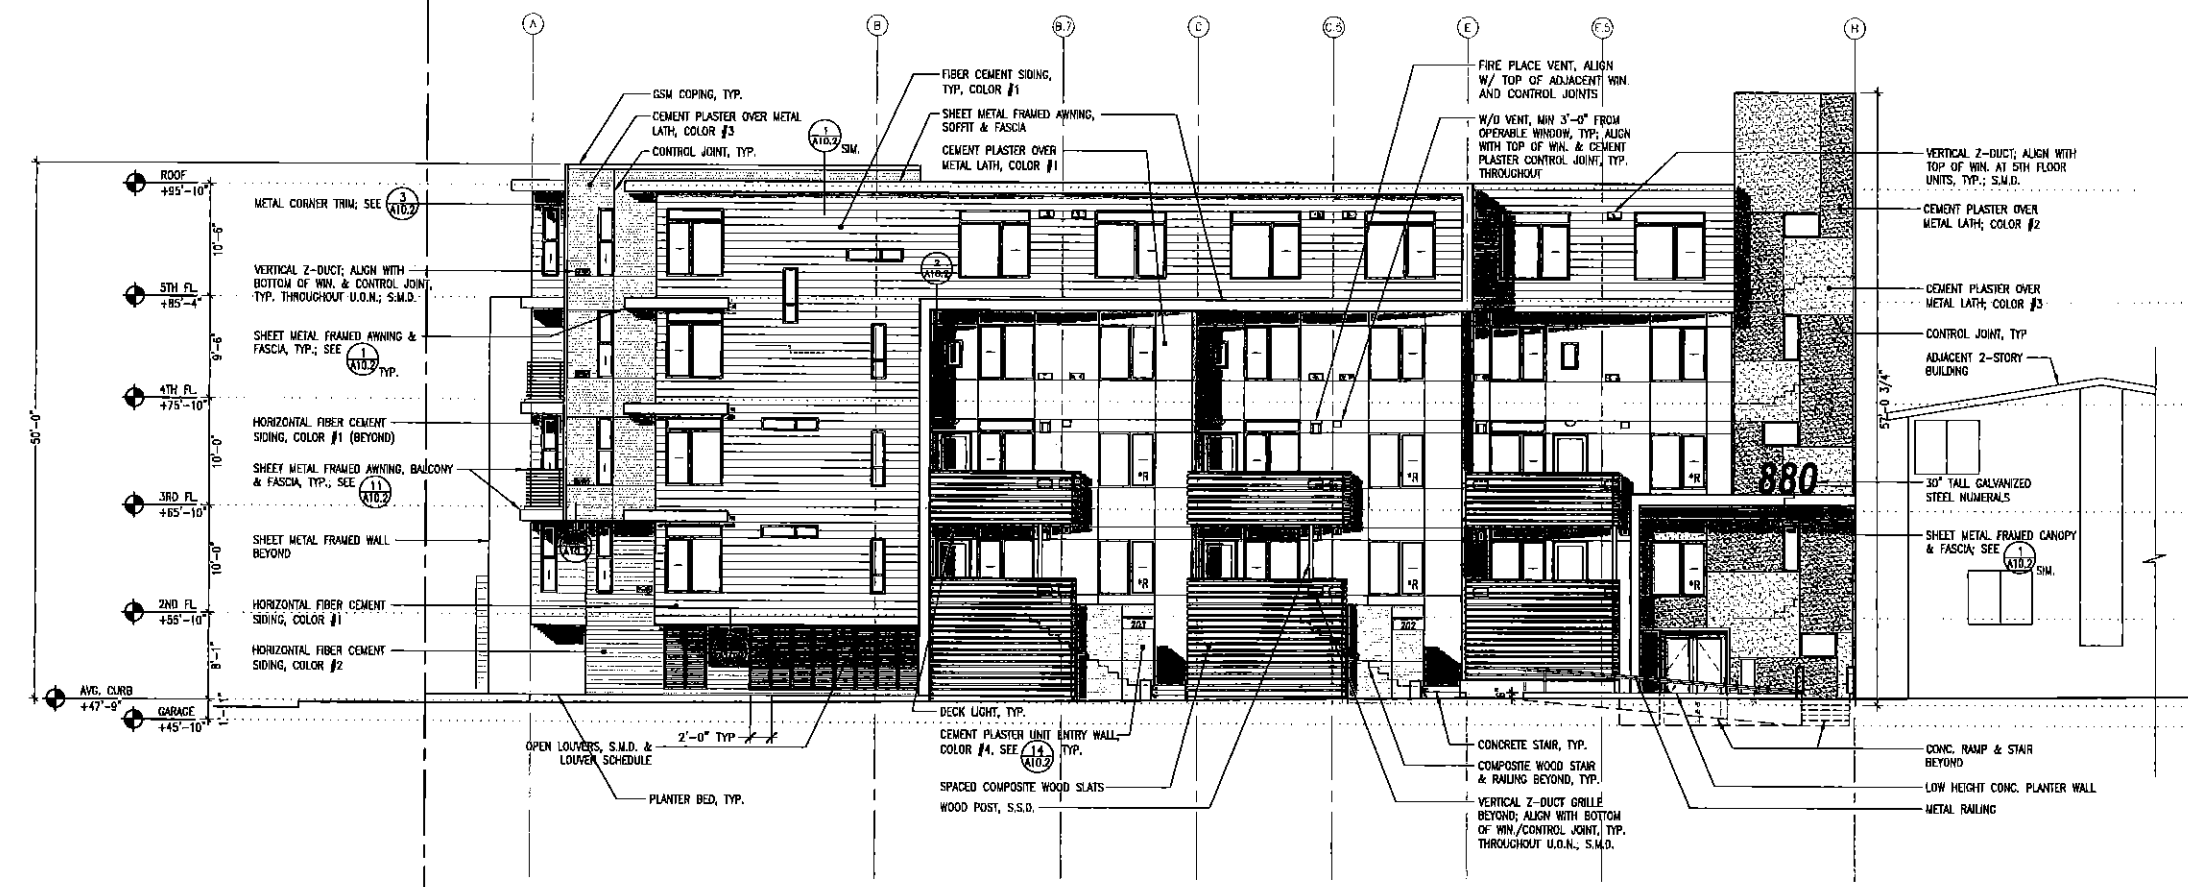 A
B
B.7
C
C.5
E
H
GSM COPING, TYP.
CEMENT PLASTER OVER METAL
LATH, COLOR #3
CONTROL JOINT, TYP.
1
A10.2
SIM.
FIBER CEMENT SIDING,
TYP, COLOR #1
SHEET METAL FRAMED AWNING,
SOFFIT & FASCIA
CEMENT PLASTER OVER
METAL LATH, COLOR #1
FIRE PLACE VENT, ALIGN
W/ TOP OF ADJACENT WIN.
AND CONTROL JOINTS
W/D VENT, MIN 3'-0" FROM
OPERABLE WINDOW, TYP; ALIGN
WITH TOP OF WIN. & CEMENT
PLASTER CONTROL JOINT, TYP.
THROUGHOUT
VERTICAL Z-DUCT; ALIGN WITH
TOP OF WIN. AT 5TH FLOOR
UNITS, TYP.; S.M.D.
CEMENT PLASTER OVER
METAL LATH; COLOR #2
CEMENT PLASTER OVER
METAL LATH; COLOR #3
CONTROL JOINT, TYP
ADJACENT 2-STORY
BUILDING
30" TALL GALVANIZED
STEEL NUMERALS
SHEET METAL FRAMED CANOPY
& FASCIA; SEE
1
A10.2
SIM.
ROOF
+95'-10"
10'-6"
5TH FL.
+85'-4"
9'-6"
4TH FL.
+75'-10"
10'-0"
3RD FL.
+65'-10"
10'-0"
2ND FL.
+55'-10"
8'-1"
AVG. CURB
+47'-9"
GARAGE
+45'-10"
50'-0"
57'-0 3/4"
METAL CORNER TRIM; SEE
3
A10.2
VERTICAL Z-DUCT; ALIGN WITH
BOTTOM OF WIN. & CONTROL JOINT,
TYP. THROUGHOUT U.O.N.; S.M.D.
SHEET METAL FRAMED AWNING &
FASCIA, TYP.; SEE
1
A10.2
TYP.
HORIZONTAL FIBER CEMENT
SIDING, COLOR #1 (BEYOND)
SHEET METAL FRAMED AWNING, BALCONY
& FASCIA, TYP.; SEE
11
A10.2
SHEET METAL FRAMED WALL
BEYOND
HORIZONTAL FIBER CEMENT
SIDING, COLOR #1
HORIZONTAL FIBER CEMENT
SIDING, COLOR #2
2
A10.2
A10.2
880
*R
*R
*R
*R
*R
*R
*R
201
202
2'-0" TYP
OPEN LOUVERS, S.M.D. &
LOUVER SCHEDULE
PLANTER BED, TYP.
DECK LIGHT, TYP.
CEMENT PLASTER UNIT ENTRY WALL,
COLOR #4, SEE
14
A10.2
TYP.
SPACED COMPOSITE WOOD SLATS
WOOD POST, S.S.D.
CONCRETE STAIR, TYP.
COMPOSITE WOOD STAIR
& RAILING BEYOND, TYP.
VERTICAL Z-DUCT GRILLE
BEYOND; ALIGN WITH BOTTOM
OF WIN./CONTROL JOINT, TYP.
THROUGHOUT U.O.N.; S.M.D.
CONC. RAMP & STAIR
BEYOND
LOW HEIGHT CONC. PLANTER WALL
METAL RAILING